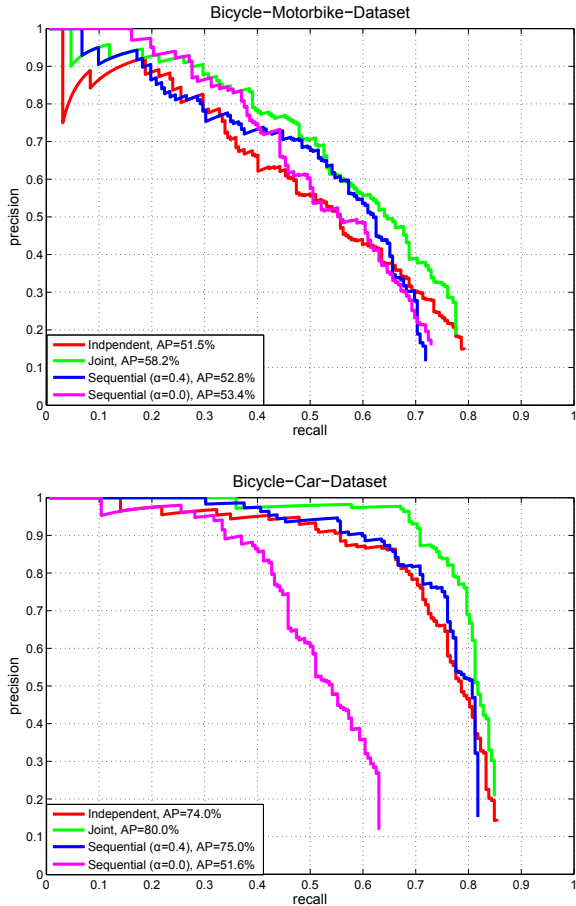 Bicycle−Motorbike−Dataset
1
0.9
0.8
0.7
0.6
0.5
0.4
0.3
0.2
0.1
0
precision
Independent, AP=51.5%
Joint, AP=58.2%
Sequential (α=0.4), AP=52.8%
Sequential (α=0.0), AP=53.4%
0 0.1 0.2 0.3 0.4 0.5 0.6 0.7 0.8 0.9 1
recall
Bicycle−Car−Dataset
1
0.9
0.8
0.7
0.6
0.5
0.4
0.3
0.2
0.1
0
precision
Independent, AP=74.0%
Joint, AP=80.0%
Sequential (α=0.4), AP=75.0%
Sequential (α=0.0), AP=51.6%
0 0.1 0.2 0.3 0.4 0.5 0.6 0.7 0.8 0.9 1
recall